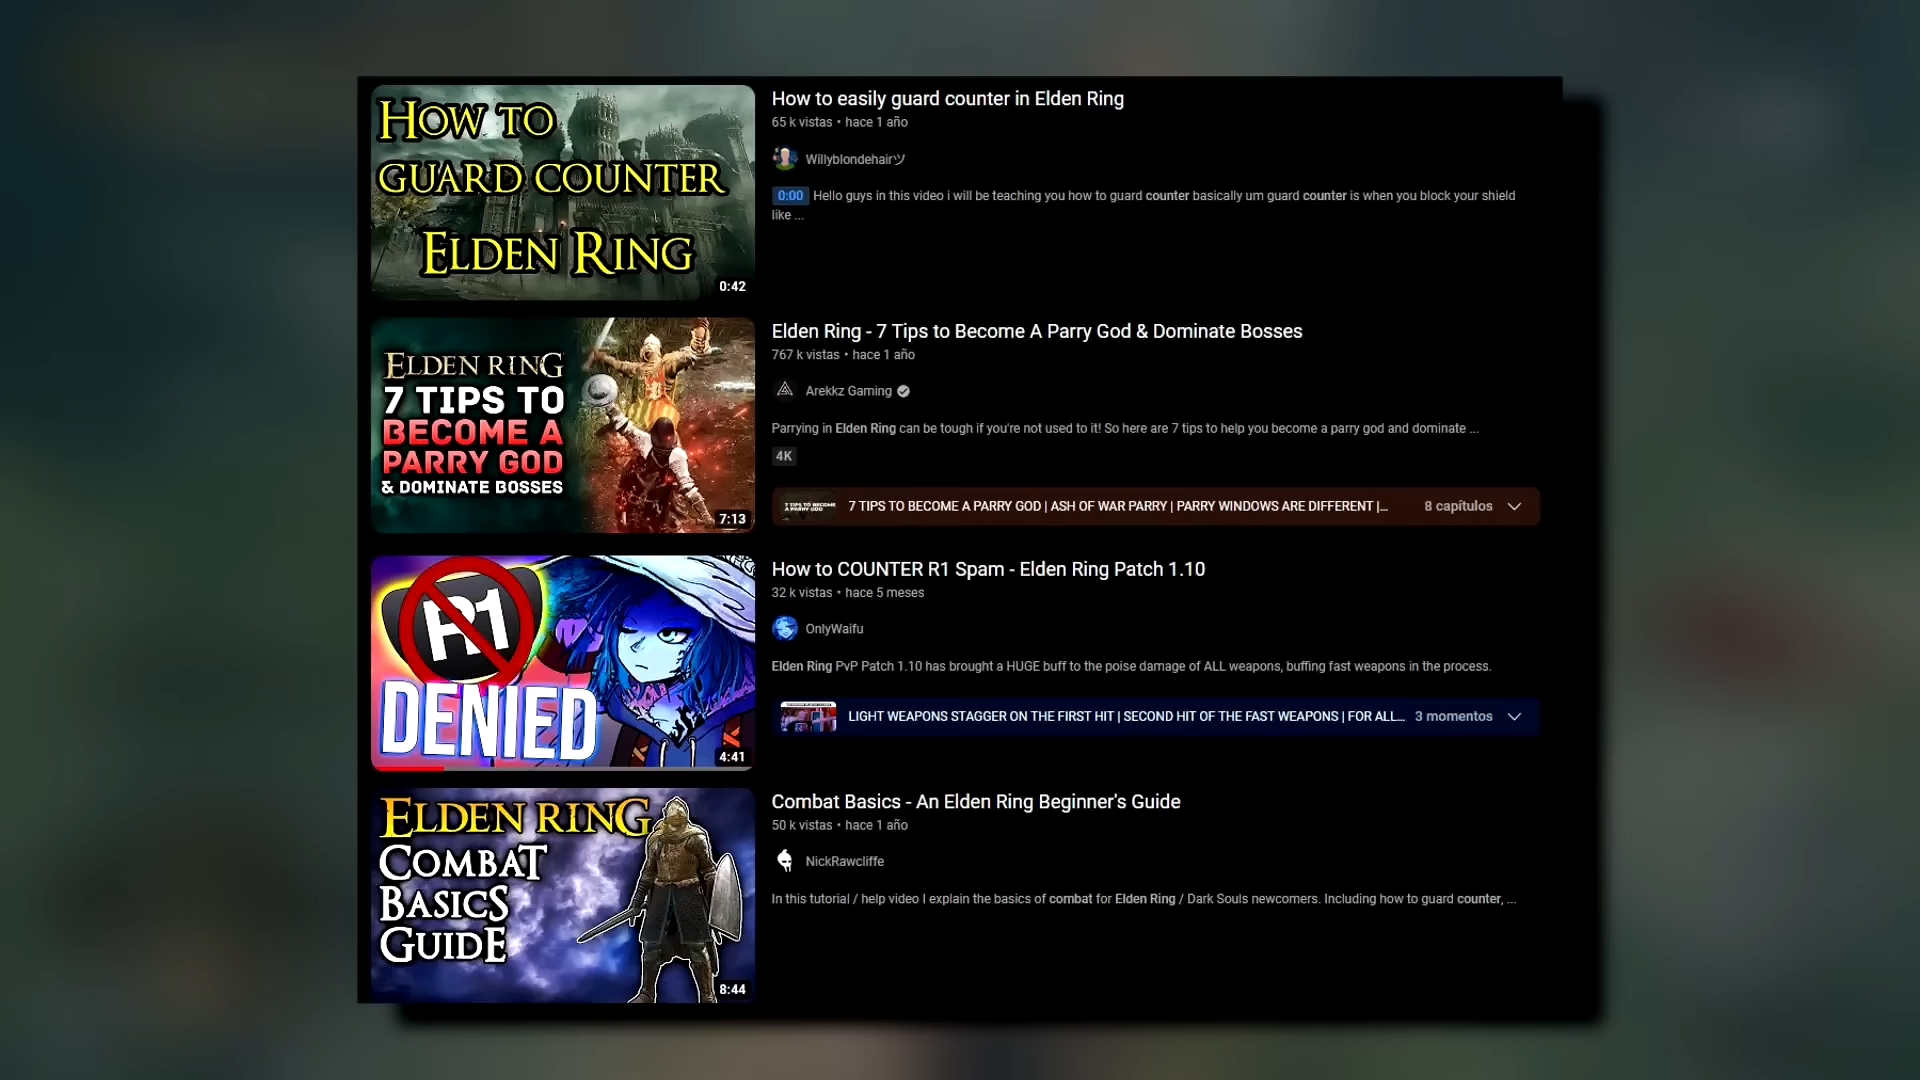 HOW TO
GUARD COUNTER
ELDEN RING
0:42
How to easily guard counter in Elden Ring
65 k vistas • hace 1 año
Willyblondehairツ
0:00 Hello guys in this video i will be teaching you how to guard counter basically um guard counter is when you block your shield
like ...
ELDEN RING
7 TIPS TO
BECOME A
PARRY GOD
& DOMINATE BOSSES
7:13
Elden Ring - 7 Tips to Become A Parry God & Dominate Bosses
767 k vistas • hace 1 año
Arekkz Gaming
Parrying in Elden Ring can be tough if you're not used to it! So here are 7 tips to help you become a parry god and dominate ...
4K
7 TIPS TO BECOME
A PARRY GOD
7 TIPS TO BECOME A PARRY GOD | ASH OF WAR PARRY | PARRY WINDOWS ARE DIFFERENT |...
8 capítulos
R1
DENIED
4:41
How to COUNTER R1 Spam - Elden Ring Patch 1.10
32 k vistas • hace 5 meses
OnlyWaifu
Elden Ring PvP Patch 1.10 has brought a HUGE buff to the poise damage of ALL weapons, buffing fast weapons in the process.
LIGHT WEAPONS STAGGER ON THE FIRST HIT | SECOND HIT OF THE FAST WEAPONS | FOR ALL...
3 momentos
ELDEN RING
COMBAT
BASICS
GUIDE
8:44
Combat Basics - An Elden Ring Beginner's Guide
50 k vistas • hace 1 año
NickRawcliffe
In this tutorial / help video I explain the basics of combat for Elden Ring / Dark Souls newcomers. Including how to guard counter, ...